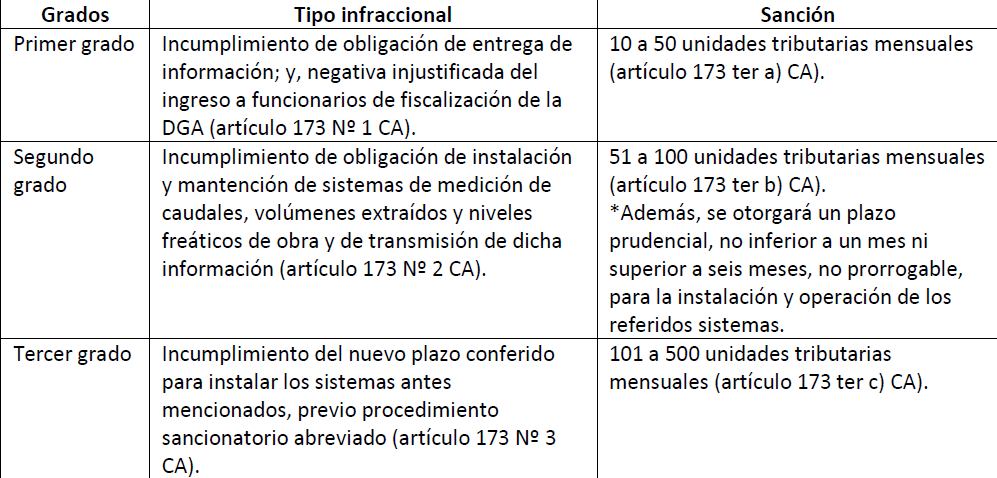 Grados Tipo infraccional Sanción
Primer grado
Incumplimiento de obligación de entrega de
información; y, negativa injustificada del
ingreso a funcionarios de fiscalización de la
DGA (artículo 173 Nº 1 CA).
10 a 50 unidades tributarias mensuales
(artículo 173 ter a) CA).
Segundo
grado
Incumplimiento de obligación de instalación
y mantención de sistemas de medición de
caudales, volúmenes extraídos y niveles
freáticos de obra y de transmisión de dicha
información (artículo 173 Nº 2 CA).
51 a 100 unidades tributarias mensuales
(artículo 173 ter b) CA).
*Además, se otorgará un plazo
prudencial, no inferior a un mes ni
superior a seis meses, no prorrogable,
para la instalación y operación de los
referidos sistemas.
Tercer grado
Incumplimiento del nuevo plazo conferido
para instalar los sistemas antes
mencionados, previo procedimiento
sancionatorio abreviado (artículo 173 Nº 3
CA).
101 a 500 unidades tributarias
mensuales (artículo 173 ter c) CA).